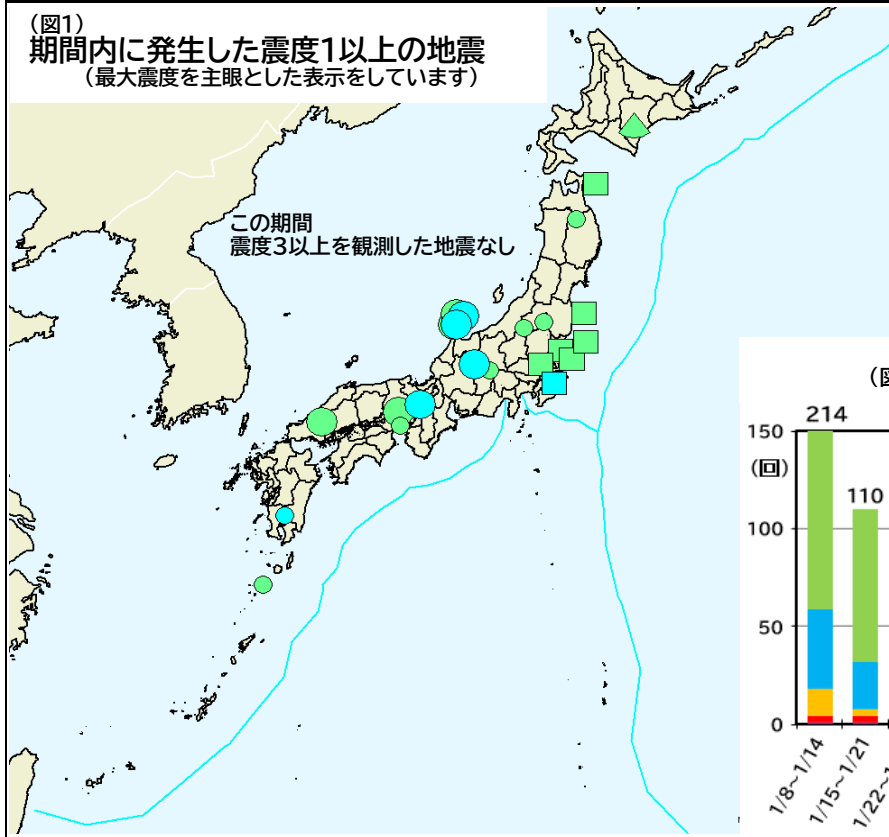 (図1)
期間内に発生した震度1以上の地震
(最大震度を主眼とした表示をしています)
この期間
震度3以上を観測した地震なし
(図
214
150
(回)
110
100
50
0
1/8~1/14
1/15~1/21
1/22~1